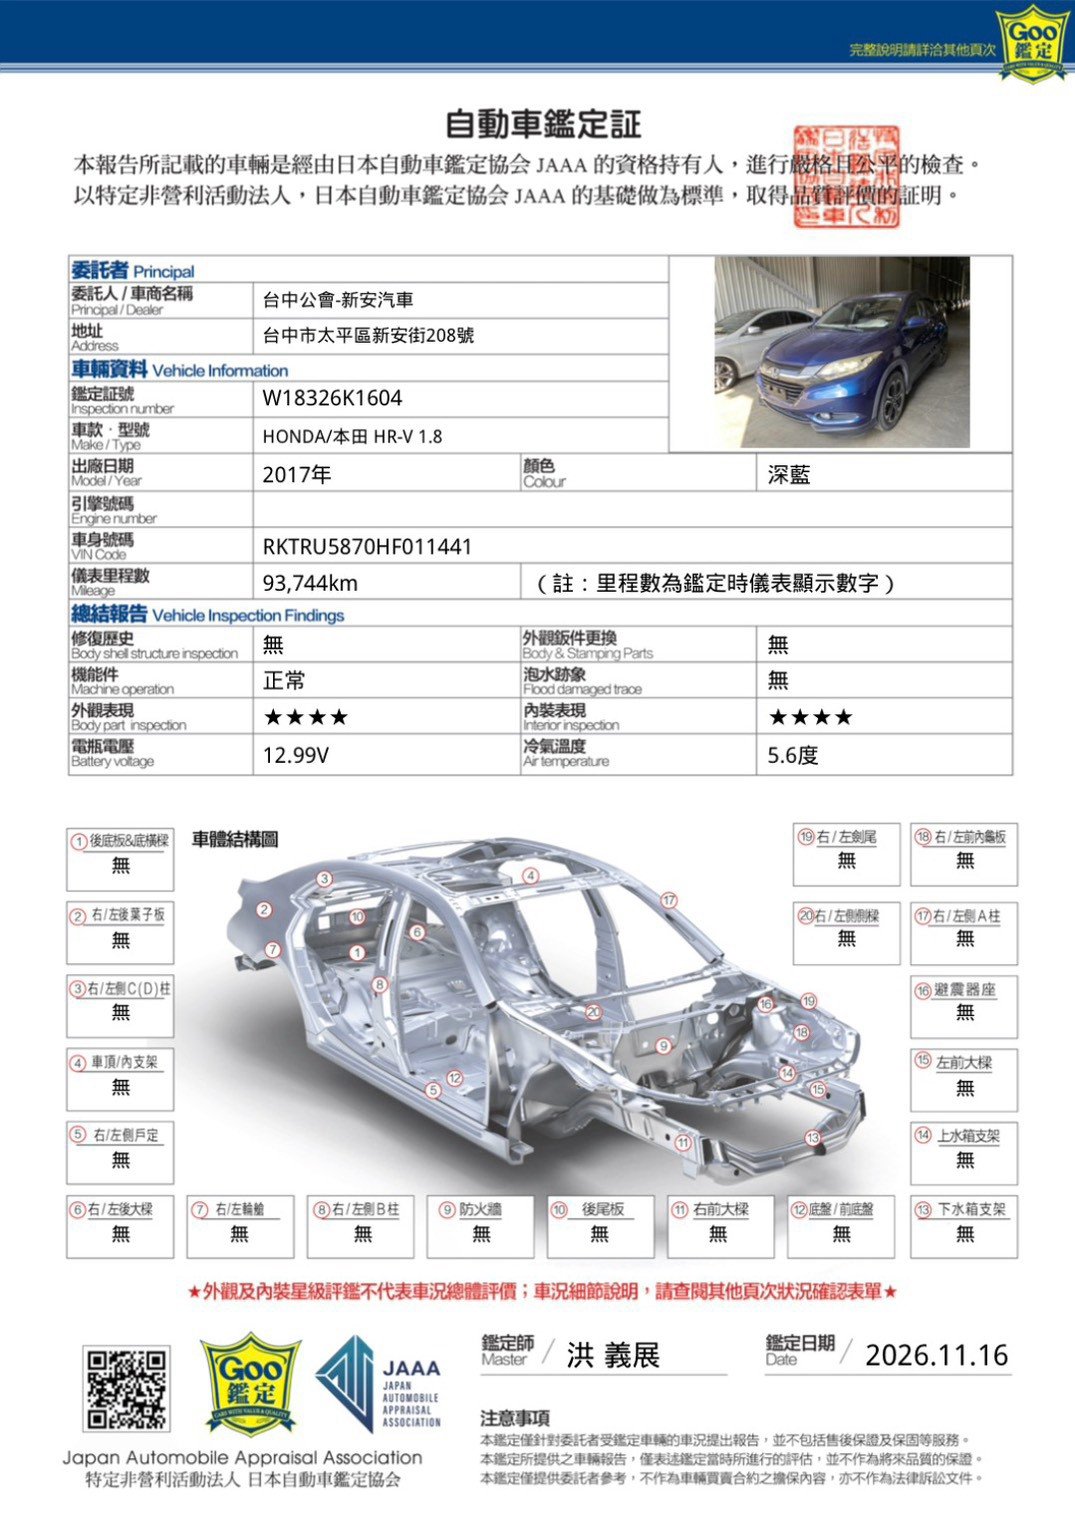 完整說明請詳洽其他頁次
Goo
鑑定
自動車鑑定証
本報告所記載的車輛是經由日本自動車鑑定協会 JAAA 的資格持有人，進行嚴格且公平的檢查。
以特定非營利活動法人，日本自動車鑑定協会 JAAA 的基礎做為標準，取得品質評價的証明。
委託者 Principal
委託人 / 車商名稱
Principal / Dealer
台中公會-新安汽車
地址
Address
台中市太平區新安街208號
車輛資料 Vehicle Information
鑑定証號
Inspection number
W18326K1604
車款．型號
Make / Type
HONDA/本田 HR-V 1.8
出廠日期
Model / Year
2017年
顏色
Colour
深藍
引擎號碼
Engine number
車身號碼
VIN Code
RKTRU5870HF011441
儀表里程數
Mileage
93,744km
（註：里程數為鑑定時儀表顯示數字）
總結報告 Vehicle Inspection Findings
修復歷史
Body shell structure inspection
無
外觀鈑件更換
Body & Stamping Parts
無
機能件
Machine operation
正常
泡水跡象
Flood damaged trace
無
外觀表現
Body part inspection
★★★★
內裝表現
Interior inspection
★★★★
電瓶電壓
Battery voltage
12.99V
冷氣溫度
Air temperature
5.6度
車體結構圖
①後底板&底橫樑
無
②右/左後葉子板
無
③右/左側C(D)柱
無
④車頂/內支架
無
⑤右/左側戶定
無
⑥右/左後大樑
無
⑦右/左輪艙
無
⑧右/左側B柱
無
⑨防火牆
無
⑩後尾板
無
⑪右前大樑
無
⑫底盤/前底盤
無
⑬下水箱支架
無
⑲右/左劍尾
無
⑱右/左前內龜板
無
⑳右/左側側樑
無
⑰右/左側A柱
無
⑯避震器座
無
⑮左前大樑
無
⑭上水箱支架
無
★外觀及內裝星級評鑑不代表車況總體評價；車況細節說明，請查閱其他頁次狀況確認表單★
Goo
鑑定
CARS WITH VALUE & QUALITY
JAAA
JAPAN
AUTOMOBILE
APPRAISAL
ASSOCIATION
Japan Automobile Appraisal Association
特定非營利活動法人 日本自動車鑑定協会
鑑定師
Master
洪 義展
鑑定日期
Date
2026.11.16
注意事項
本鑑定僅針對委託者受鑑定車輛的車況提出報告，並不包括售後保證及保固等服務。
本鑑定所提供之車輛報告，僅表述鑑定當時所進行的評估，並不作為將來品質的保證。
本鑑定僅提供委託者參考，不作為車輛買賣合約之擔保內容，亦不作為法律訴訟文件。